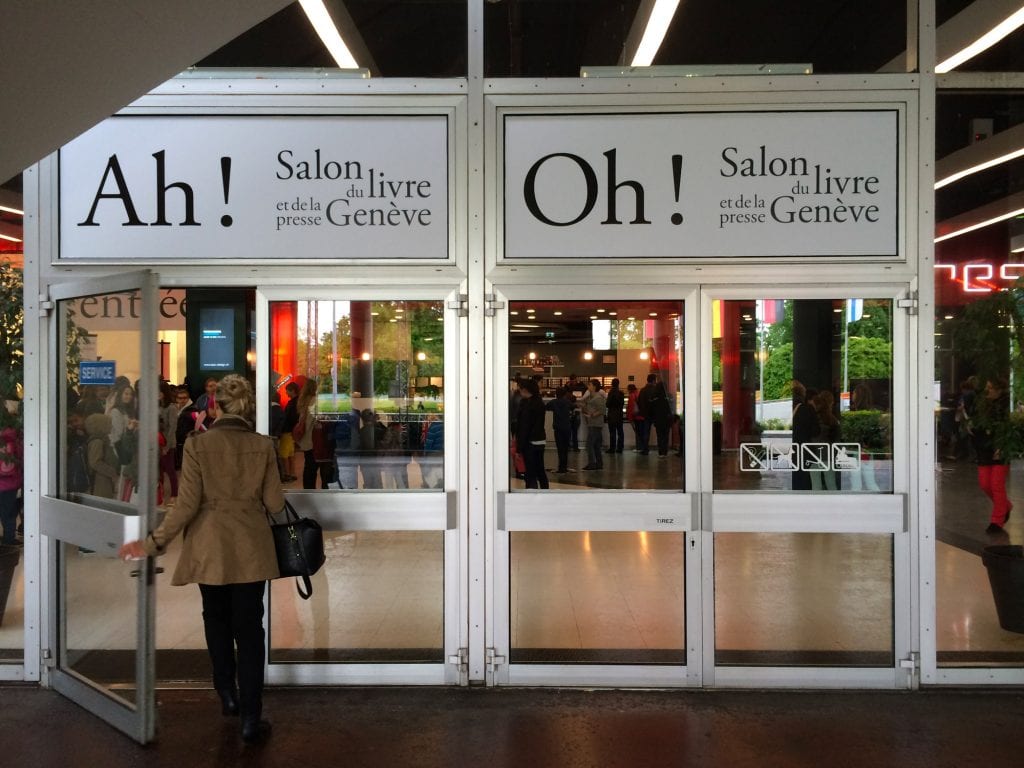 Ah !
Salon
du livre
et de la
presse Genève
Oh !
Salon
du livre
et de la
presse Genève
entrée
SERVICE
TIREZ